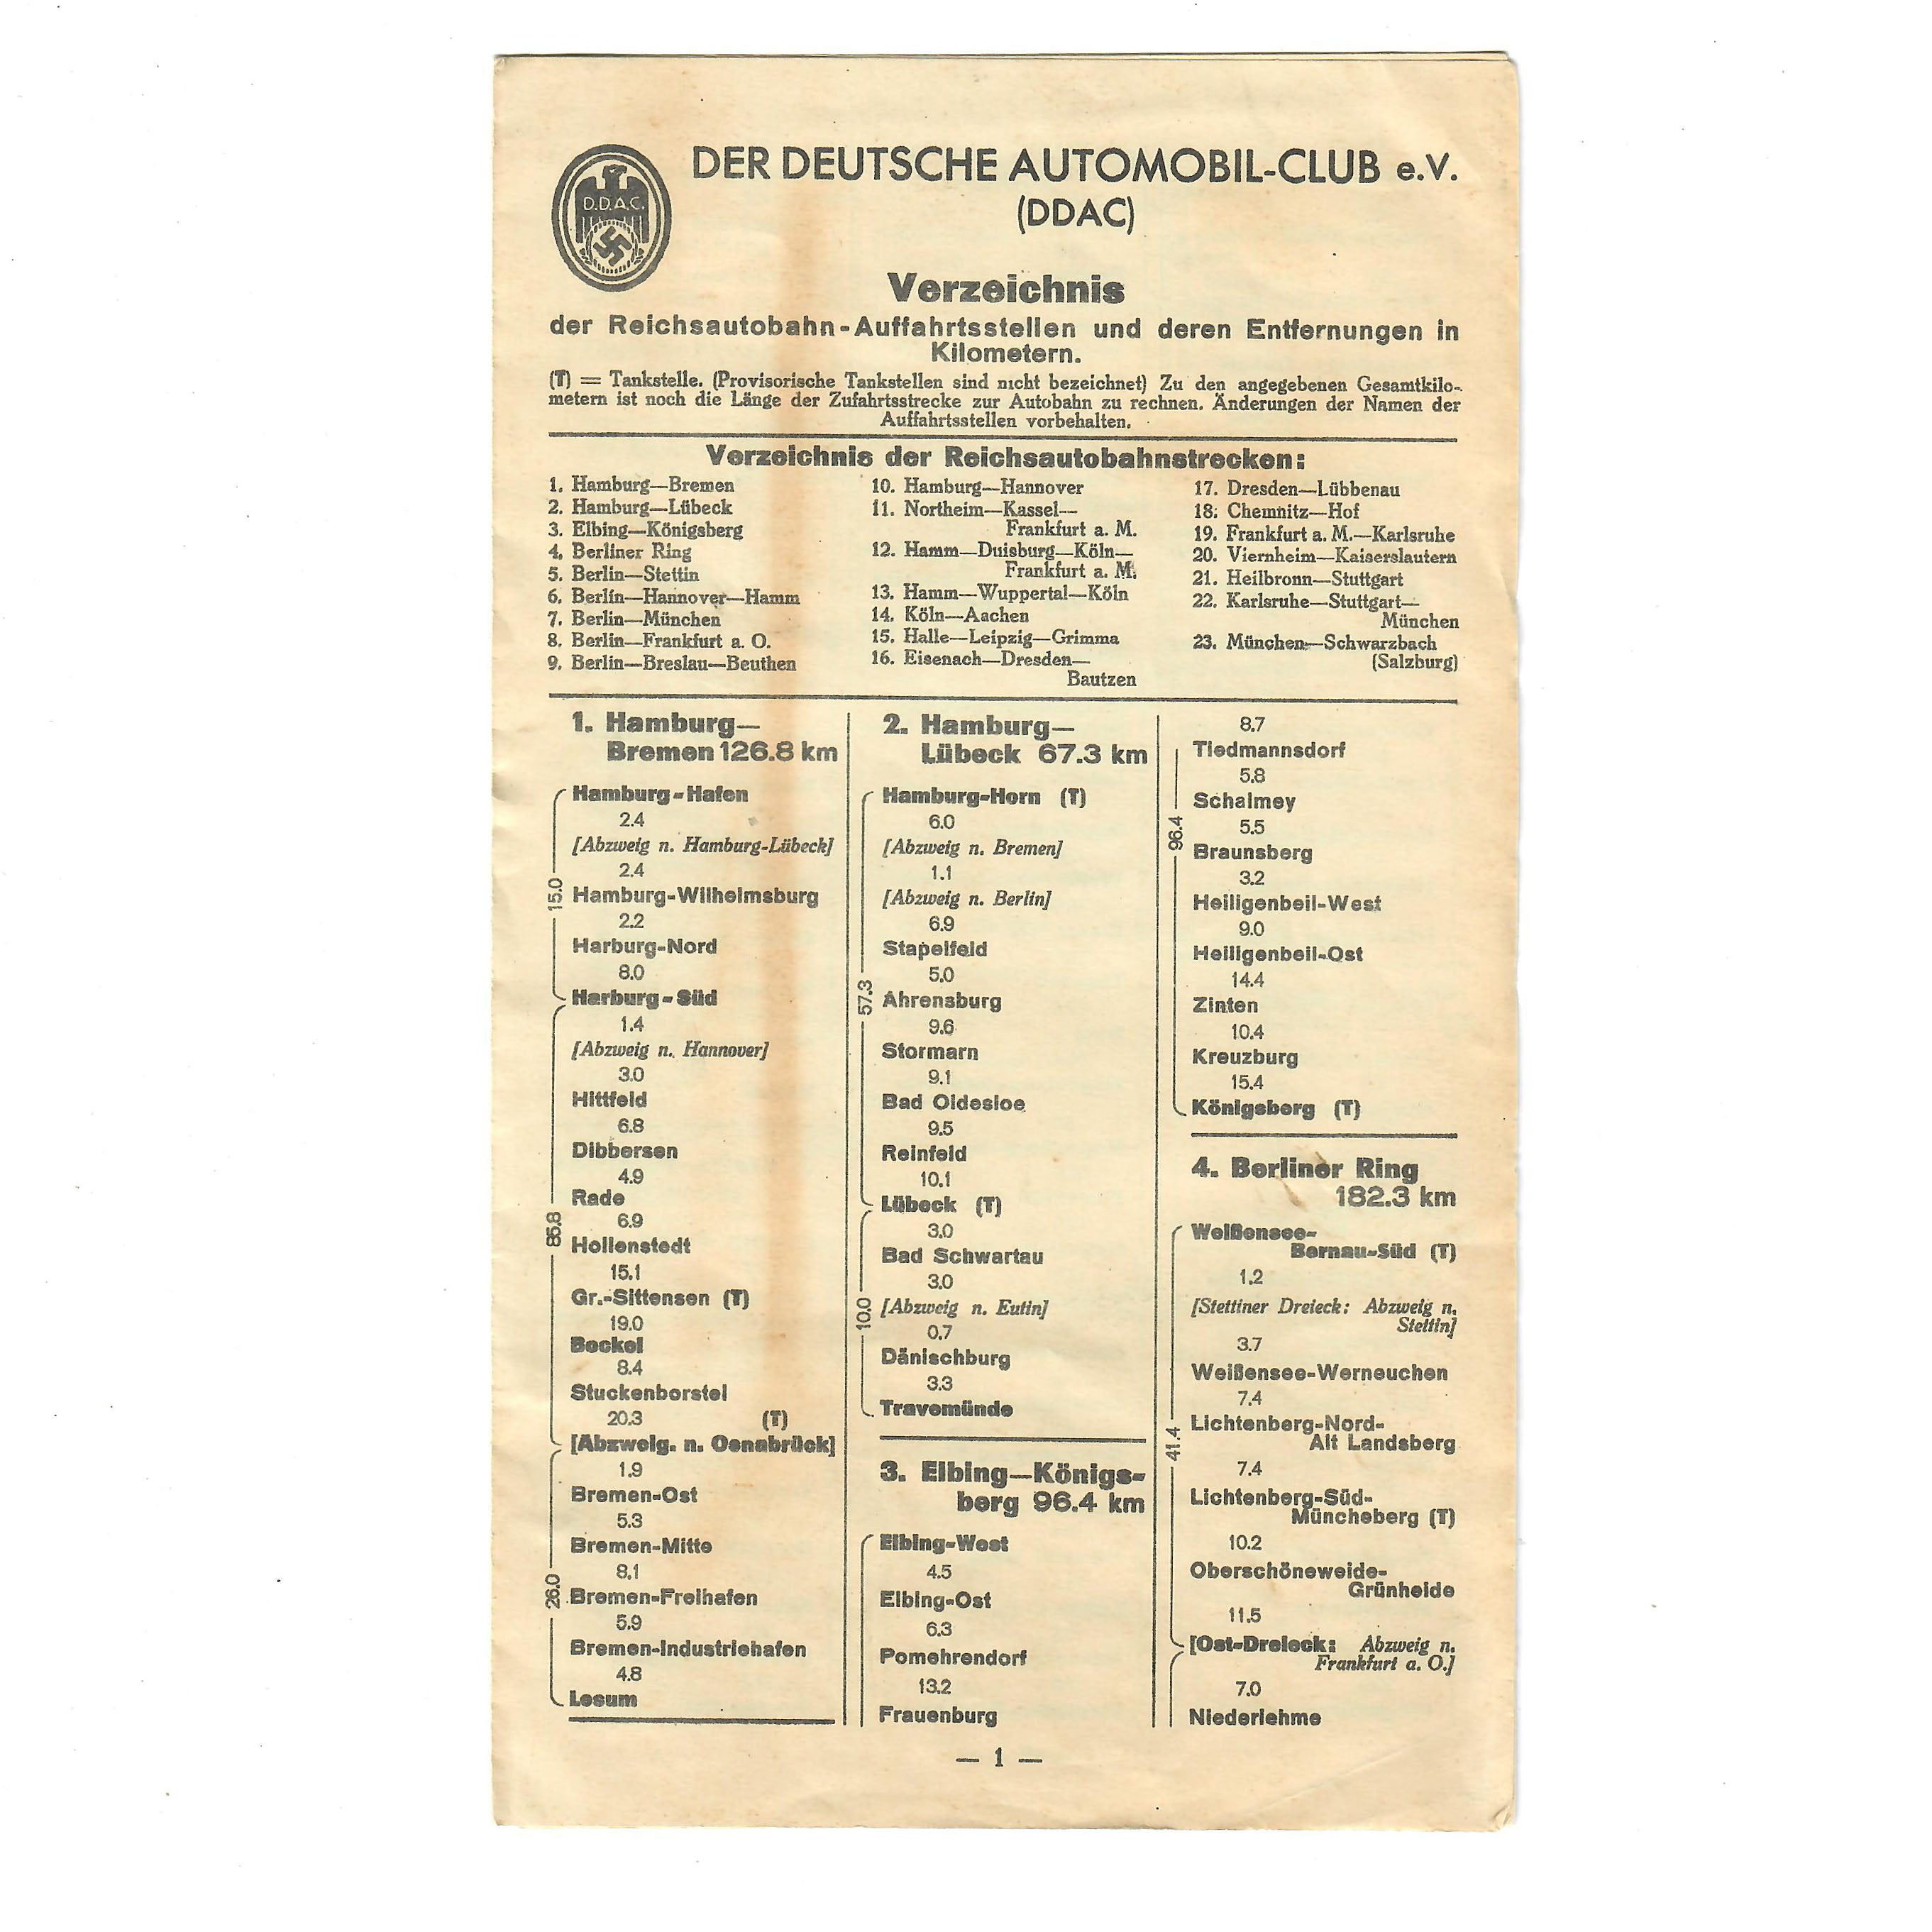 D.D.A.C.
DER DEUTSCHE AUTOMOBIL-CLUB e.V.
(DDAC)
Verzeichnis
der Reichsautobahn-Auffahrtsstellen und deren Entfernungen in
Kilometern.
(T) = Tankstelle. (Provisorische Tankstellen sind nicht bezeichnet) Zu den angegebenen Gesamtkilo-
metern ist noch die Länge der Zufahrtsstrecke zur Autobahn zu rechnen. Änderungen der Namen der
Auffahrtsstellen vorbehalten.
Verzeichnis der Reichsautobahnstrecken:
1. Hamburg—Bremen
2. Hamburg—Lübeck
3. Elbing—Königsberg
4. Berliner Ring
5. Berlin—Stettin
6. Berlin—Hannover—Hamm
7. Berlin—München
8. Berlin—Frankfurt a. O.
9. Berlin—Breslau—Beuthen
10. Hamburg—Hannover
11. Northeim—Kassel—
Frankfurt a. M.
12. Hamm—Duisburg—Köln—
Frankfurt a. M.
13. Hamm—Wuppertal—Köln
14. Köln—Aachen
15. Halle—Leipzig—Grimma
16. Eisenach—Dresden—
Bautzen
17. Dresden—Lübbenau
18. Chemnitz—Hof
19. Frankfurt a. M.—Karlsruhe
20. Viernheim—Kaiserslautern
21. Heilbronn—Stuttgart
22. Karlsruhe—Stuttgart—
München
23. München—Schwarzbach
(Salzburg)
1. Hamburg—
Bremen 126.8 km
Hamburg-Hafen
2.4
[Abzweig n. Hamburg-Lübeck]
2.4
15.0
Hamburg-Wilhelmsburg
2.2
Harburg-Nord
8.0
Harburg-Süd
1.4
[Abzweig n. Hannover]
3.0
Hittfeld
6.8
Dibbersen
4.9
Rade
6.9
85.8
Hollenstedt
15.1
Gr.-Sittensen (T)
19.0
Bockel
8.4
Stuckenborstel
20.3 (T)
[Abzweig. n. Osnabrück]
1.9
Bremen-Ost
5.3
Bremen-Mitte
8.1
26.0
Bremen-Freihafen
5.9
Bremen-Industriehafen
4.8
Lesum
2. Hamburg—
Lübeck 67.3 km
Hamburg-Horn (T)
6.0
[Abzweig n. Bremen]
1.1
[Abzweig n. Berlin]
6.9
Stapelfeld
5.0
57.3
Ahrensburg
9.6
Stormarn
9.1
Bad Oldesloe
9.5
Reinfeld
10.1
Lübeck (T)
3.0
Bad Schwartau
3.0
10.0
[Abzweig n. Eutin]
0.7
Dänischburg
3.3
Travemünde
3. Elbing—Königs-
berg 96.4 km
Elbing-West
4.5
Elbing-Ost
6.3
Pomehrendorf
13.2
Frauenburg
8.7
Tiedmannsdorf
5.8
Schalmey
5.5
96.4
Braunsberg
3.2
Heiligenbeil-West
9.0
Heiligenbeil-Ost
14.4
Zinten
10.4
Kreuzburg
15.4
Königsberg (T)
4. Berliner Ring
182.3 km
Weißensee-
Bernau-Süd (T)
1.2
[Stettiner Dreieck: Abzweig n.
Stettin]
3.7
Weißensee-Werneuchen
7.4
41.4
Lichtenberg-Nord-
Alt Landsberg
7.4
Lichtenberg-Süd-
Müncheberg (T)
10.2
Oberschöneweide-
Grünheide
11.5
[Ost-Dreieck: Abzweig n.
Frankfurt a. O.]
7.0
Niederlehme
— 1 —